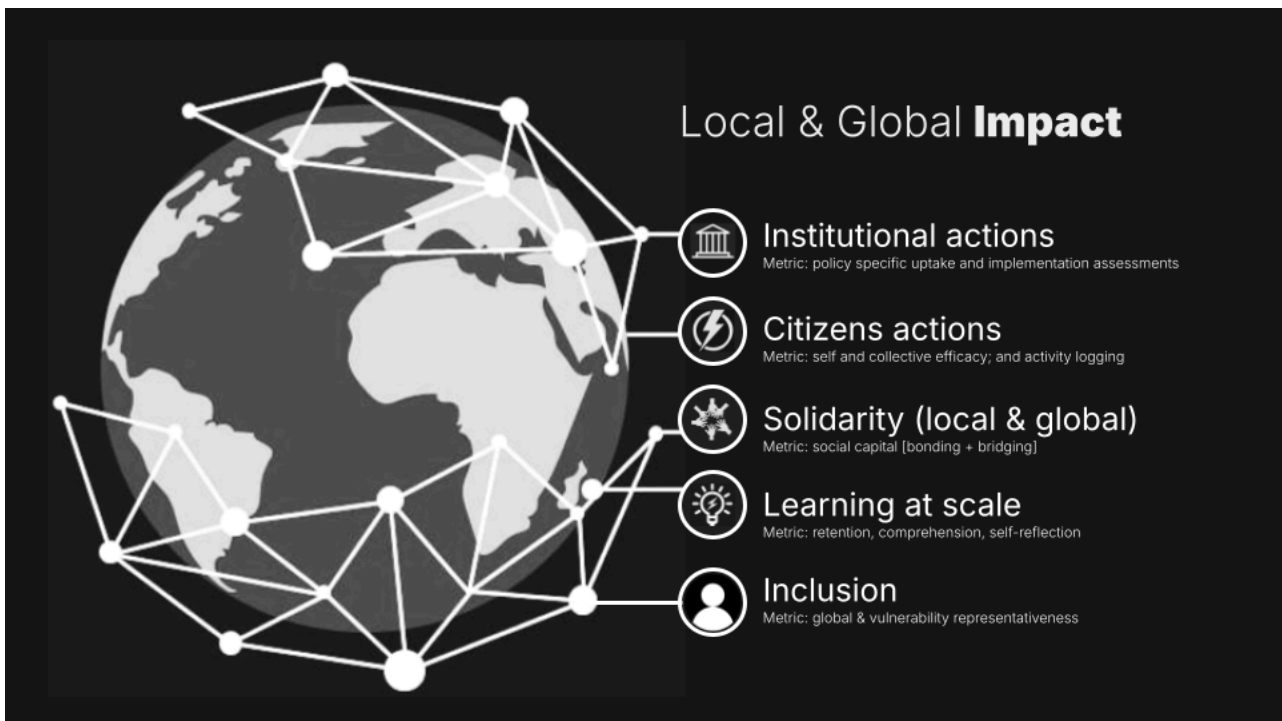 Local & Global Impact
Institutional actions
Metric: policy specific uptake and implementation assessments
Citizens actions
Metric: self and collective efficacy; and activity logging
Solidarity (local & global)
Metric: social capital [bonding + bridging]
Learning at scale
Metric: retention, comprehension, self-reflection
Inclusion
Metric: global & vulnerability representativeness